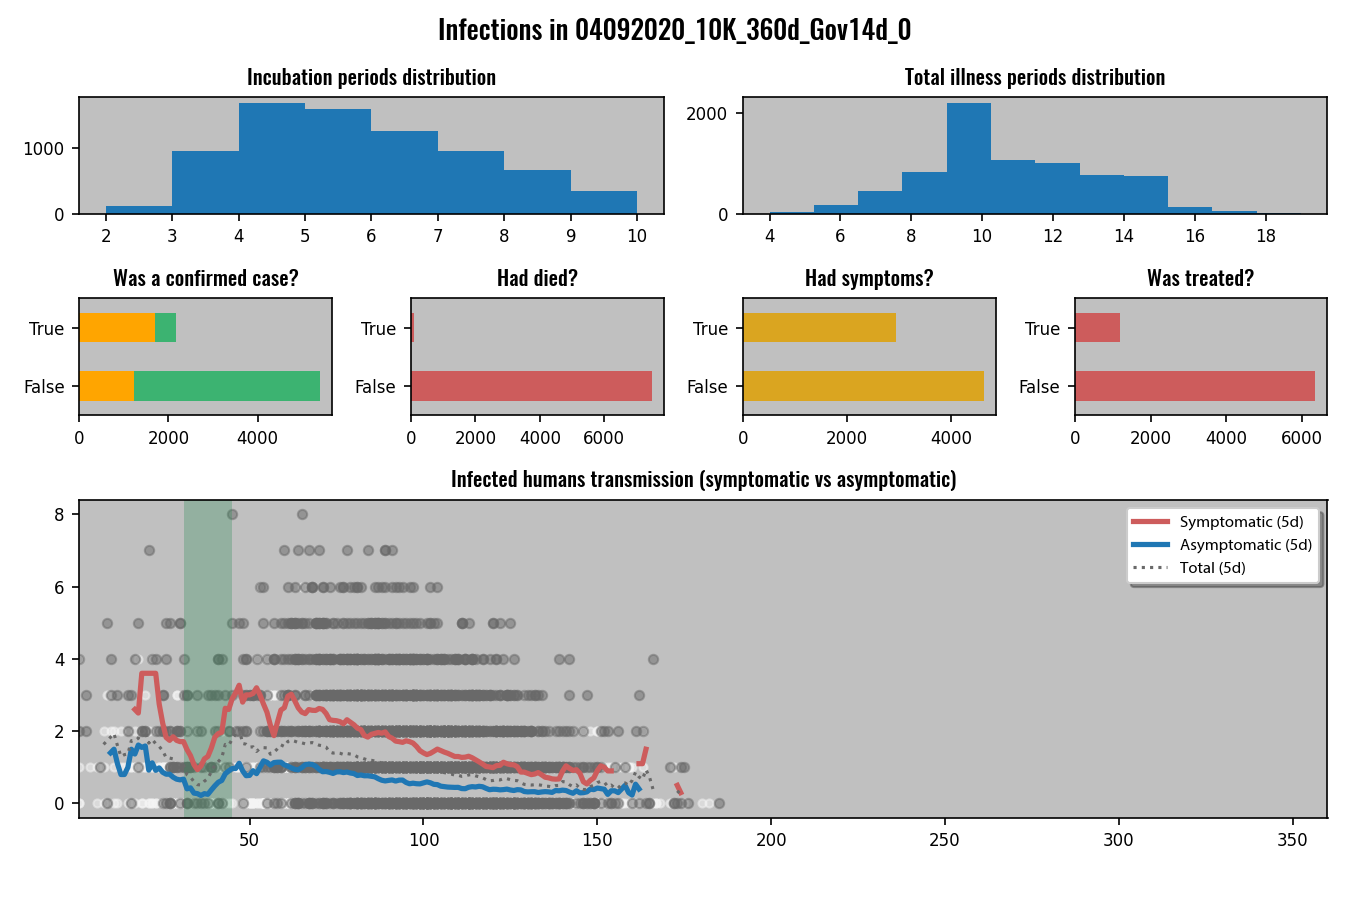 Infections in 04092020_10K_360d_Gov14d_0
Incubation periods distribution
Total illness periods distribution
1000
0
2 3 4 5 6 7 8 9 10
2000
0
4 6 8 10 12 14 16 18
Was a confirmed case?
Had died?
Had symptoms?
Was treated?
True
False
0 2000 4000
True
False
0 2000 4000 6000
True
False
0 2000 4000
True
False
0 2000 4000 6000
Infected humans transmission (symptomatic vs asymptomatic)
8
6
4
2
0
Symptomatic (5d)
Asymptomatic (5d)
Total (5d)
50 100 150 200 250 300 350